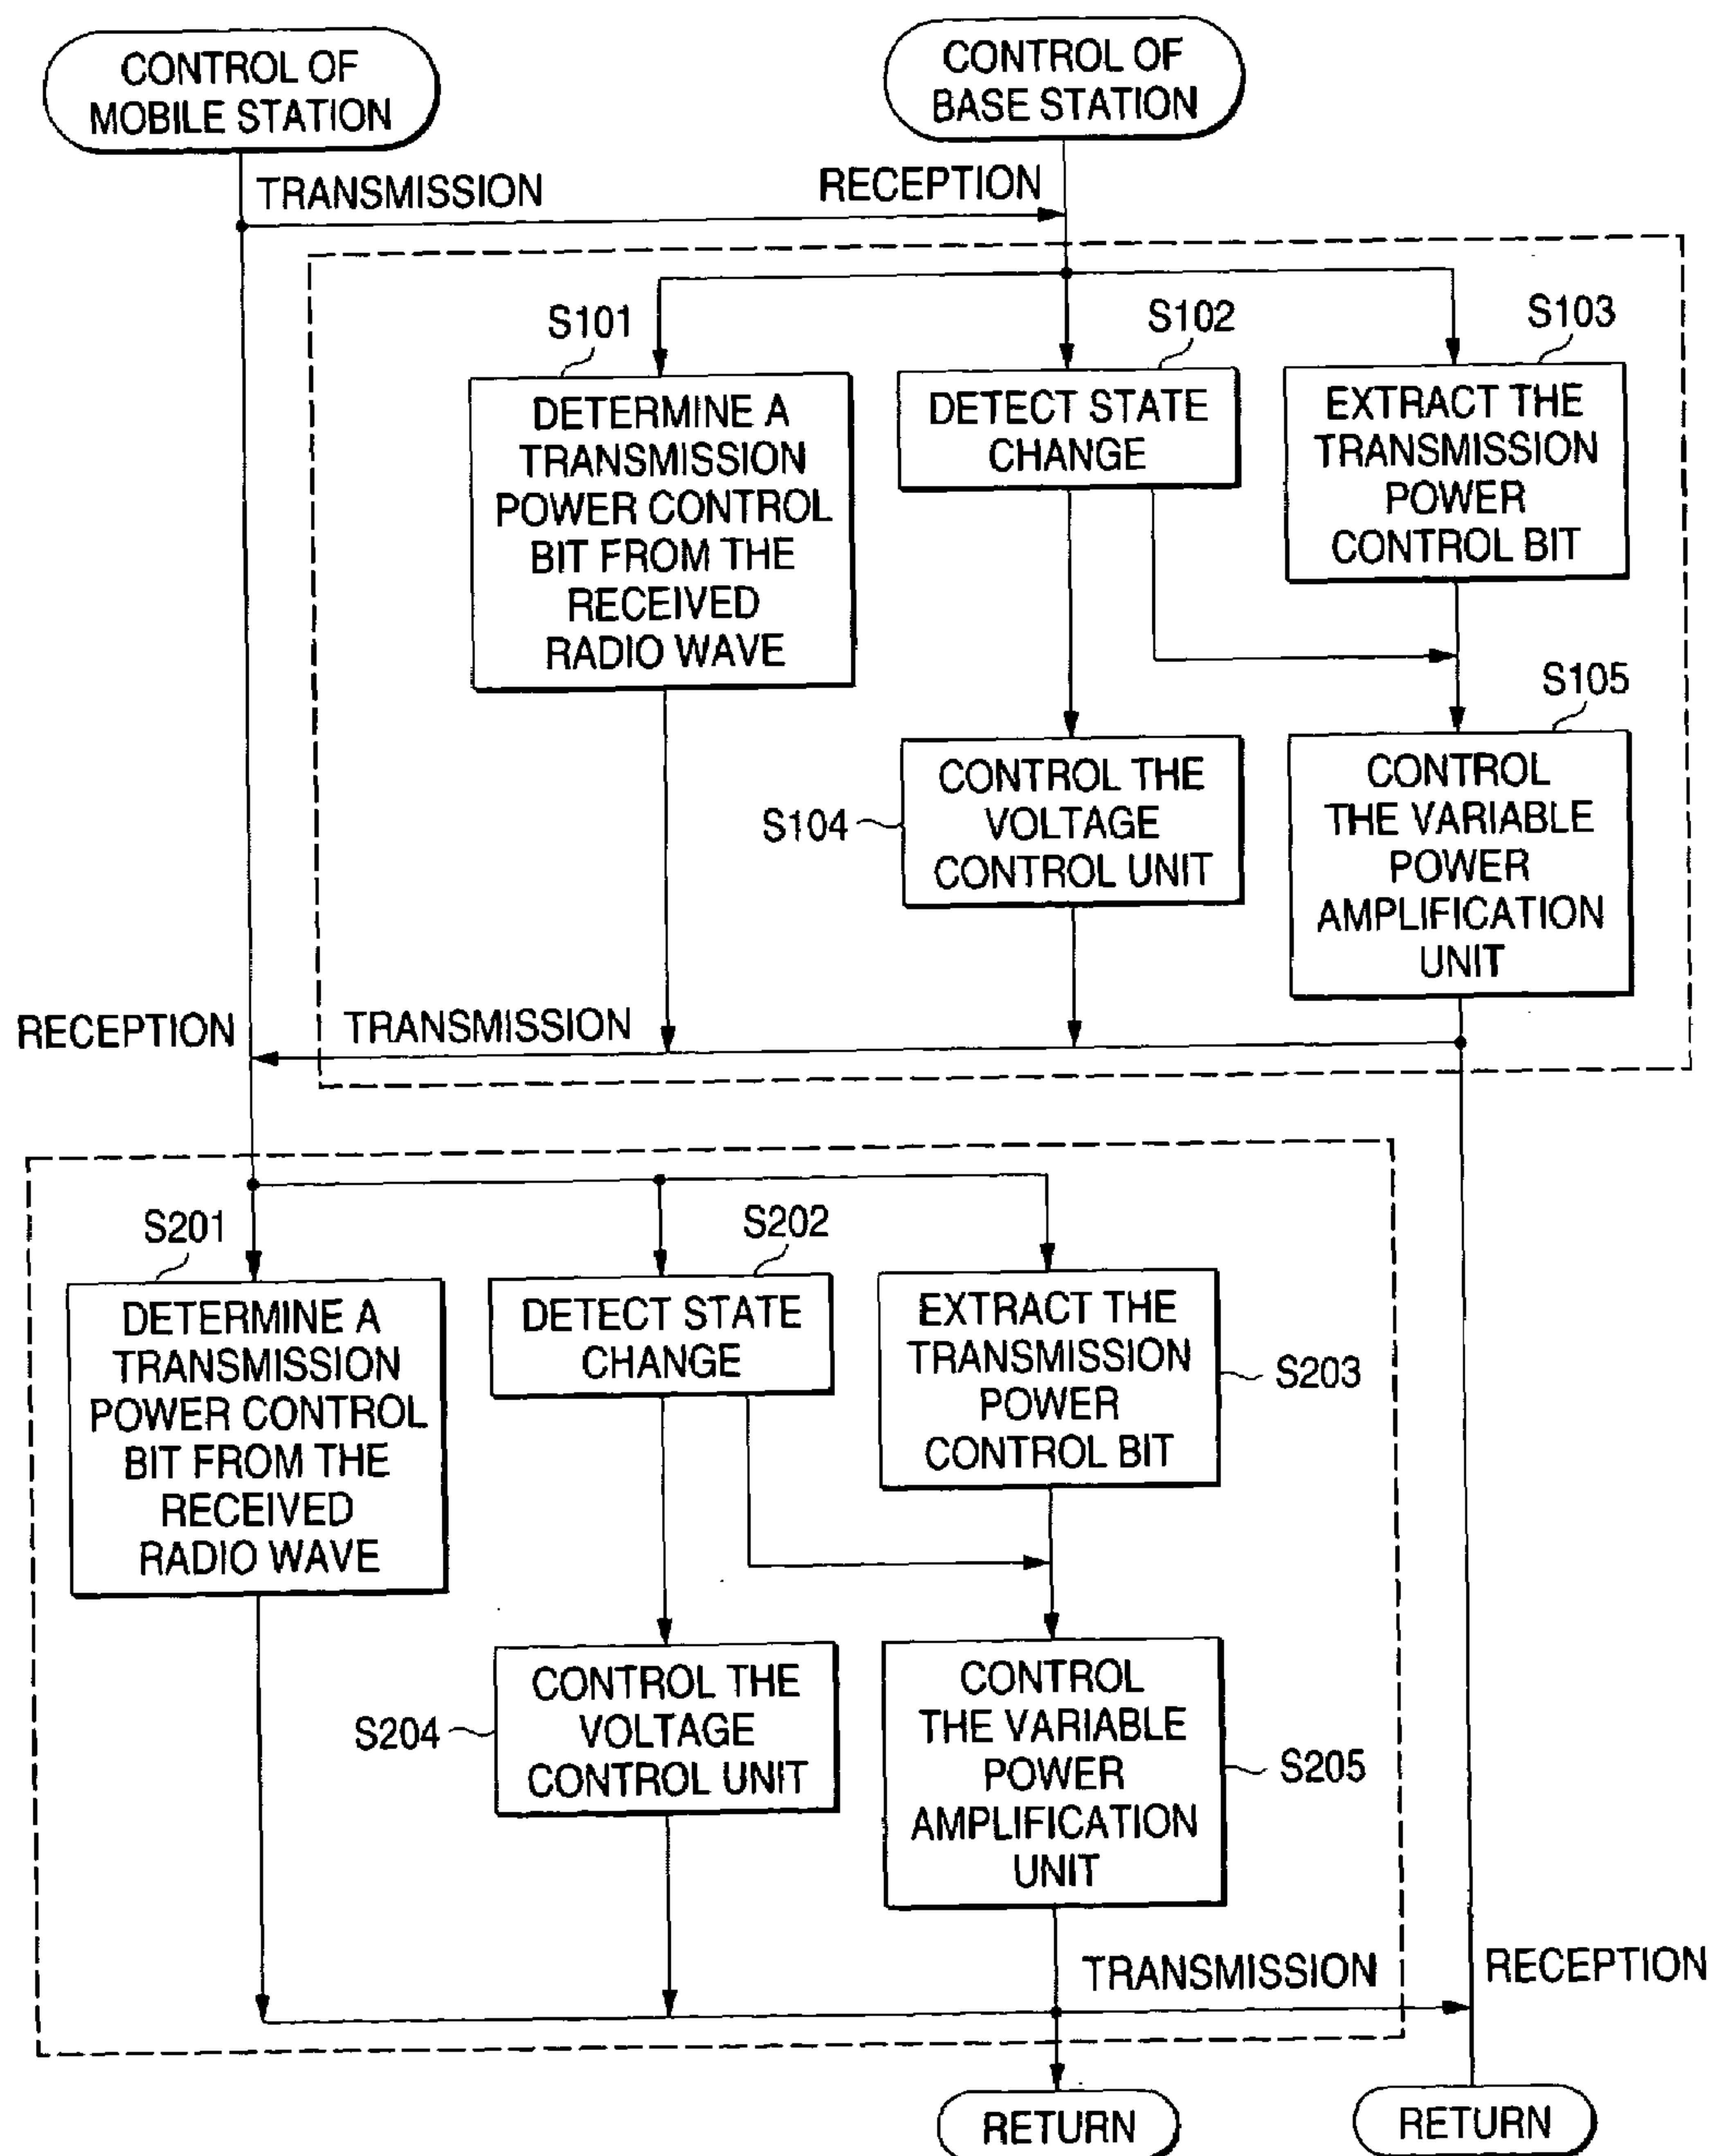 CONTROL OF
MOBILE STATION
CONTROL OF
BASE STATION
TRANSMISSION
RECEPTION
S101
S102
S103
DETERMINE A
TRANSMISSION
POWER CONTROL
BIT FROM THE
RECEIVED
RADIO WAVE
DETECT STATE
CHANGE
EXTRACT THE
TRANSMISSION
POWER
CONTROL BIT
S105
S104
CONTROL THE
VOLTAGE
CONTROL UNIT
CONTROL
THE VARIABLE
POWER
AMPLIFICATION
UNIT
RECEPTION
TRANSMISSION
S201
S202
DETERMINE A
TRANSMISSION
POWER CONTROL
BIT FROM THE
RECEIVED
RADIO WAVE
DETECT STATE
CHANGE
EXTRACT THE
TRANSMISSION
POWER
CONTROL BIT
S203
S204
CONTROL THE
VOLTAGE
CONTROL UNIT
CONTROL
THE VARIABLE
POWER
AMPLIFICATION
UNIT
S205
TRANSMISSION
RECEPTION
RETURN
RETURN